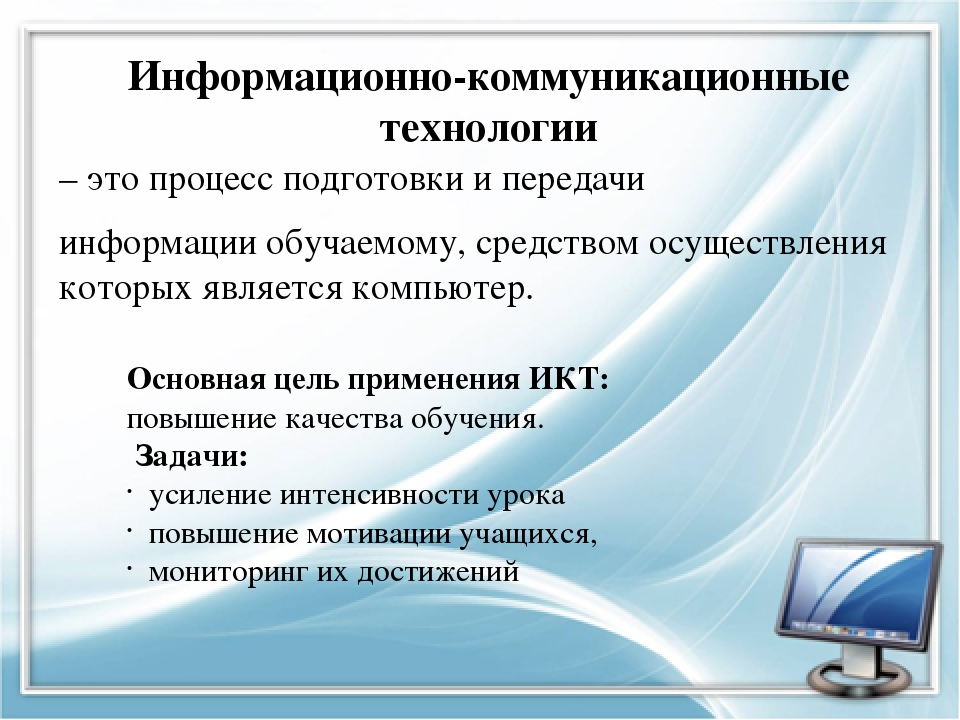 Информационно-коммуникационные
технологии
– это процесс подготовки и передачи
информации обучаемому, средством осуществления
которых является компьютер.
Основная цель применения ИКТ:
повышение качества обучения.
Задачи:
· усиление интенсивности урока
· повышение мотивации учащихся,
· мониторинг их достижений